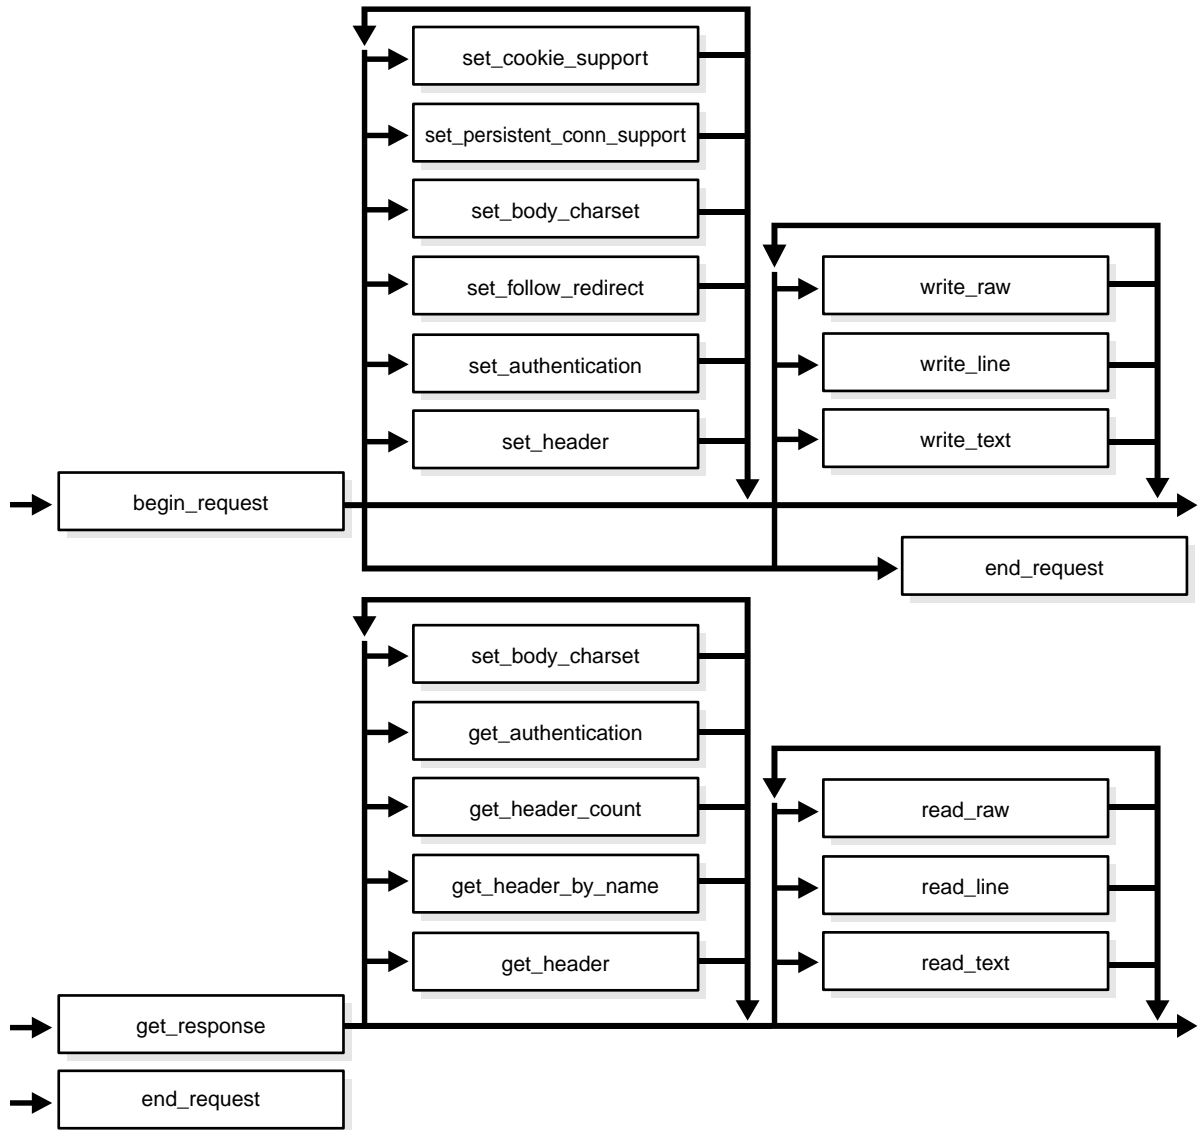 set_cookie_support
set_persistent_conn_support
set_body_charset
set_follow_redirect
set_authentication
set_header
write_raw
write_line
write_text
begin_request
end_request
set_body_charset
get_authentication
get_header_count
get_header_by_name
get_header
read_raw
read_line
read_text
get_response
end_request